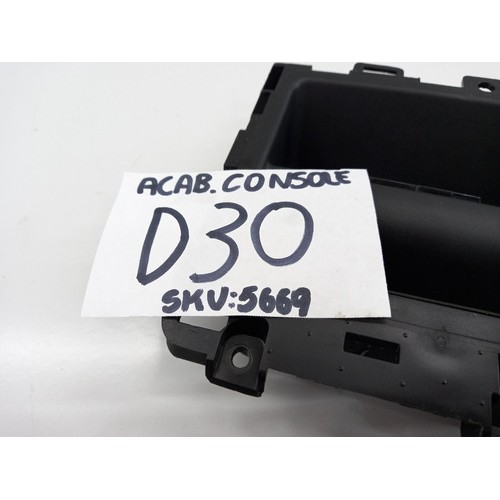 ACAB. CONSOLE
D30
SKU:5669